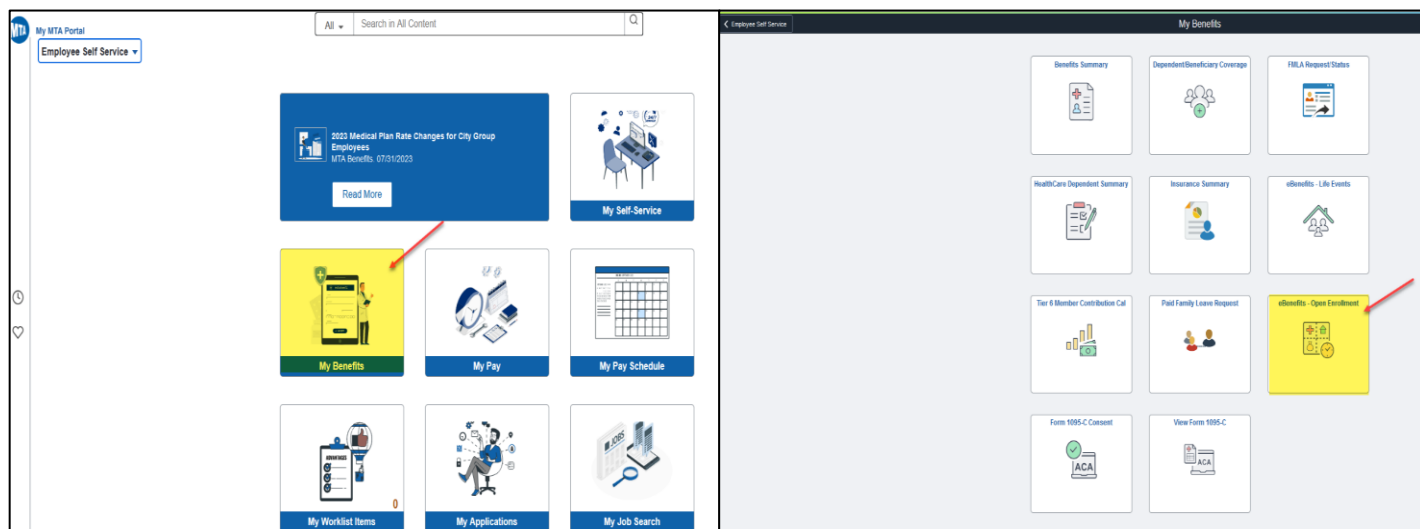 MTA
My MTA Portal
All
Search in All Content
Employee Self Service
2023 Medical Plan Rate Changes for City Group
Employees
MTA Benefits 07/31/2023
Read More
My Self-Service
My Benefits
My Pay
My Pay Schedule
ADVANTAGES
0
JOBS
My Worklist Items
My Applications
My Job Search
Employee Self Service
My Benefits
Benefits Summary
Dependent/Beneficiary Coverage
FMLA Request/Status
HealthCare Dependent Summary
Insurance Summary
eBenefits - Life Events
Tier 6 Member Contribution Cal
Paid Family Leave Request
eBenefits - Open Enrollment
Form 1095-C Consent
View Form 1095-C
ACA
ACA